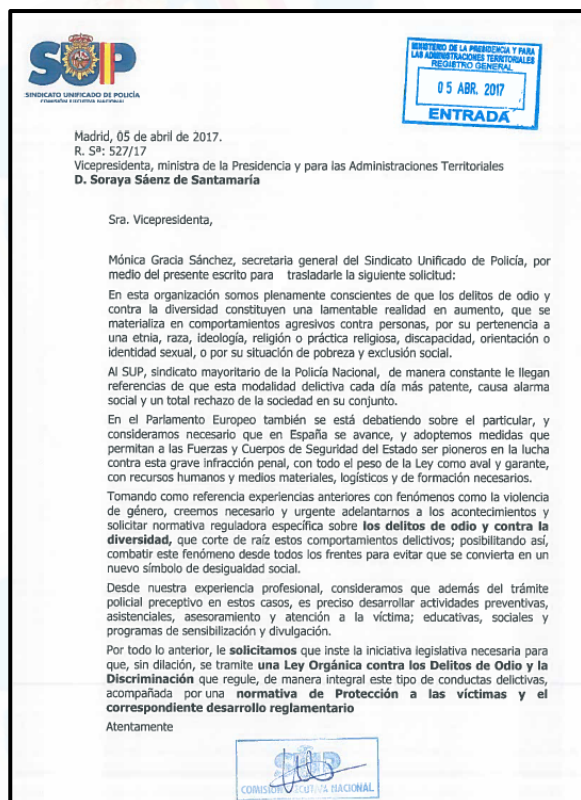 SUP
SINDICATO UNIFICADO DE POLICÍA
COMISIÓN EJECUTIVA NACIONAL
MINISTERIO DE LA PRESIDENCIA Y PARA
LAS ADMINISTRACIONES TERRITORIALES
REGISTRO GENERAL
05 ABR. 2017
ENTRADA
Madrid, 05 de abril de 2017.
R. Sª: 527/17
Vicepresidenta, ministra de la Presidencia y para las Administraciones Territoriales
D. Soraya Sáenz de Santamaría
Sra. Vicepresidenta,
Mónica Gracia Sánchez, secretaria general del Sindicato Unificado de Policía, por
medio del presente escrito para trasladarle la siguiente solicitud:
En esta organización somos plenamente conscientes de que los delitos de odio y
contra la diversidad constituyen una lamentable realidad en aumento, que se
materializa en comportamientos agresivos contra personas, por su pertenencia a
una etnia, raza, ideología, religión o práctica religiosa, discapacidad, orientación o
identidad sexual, o por su situación de pobreza y exclusión social.
Al SUP, sindicato mayoritario de la Policía Nacional, de manera constante le llegan
referencias de que esta modalidad delictiva cada día más patente, causa alarma
social y un total rechazo de la sociedad en su conjunto.
En el Parlamento Europeo también se está debatiendo sobre el particular, y
consideramos necesario que en España se avance, y adoptemos medidas que
permitan a las Fuerzas y Cuerpos de Seguridad del Estado ser pioneros en la lucha
contra esta grave infracción penal, con todo el peso de la Ley como aval y garante,
con recursos humanos y medios materiales, logísticos y de formación necesarios.
Tomando como referencia experiencias anteriores con fenómenos como la violencia
de género, creemos necesario y urgente adelantarnos a los acontecimientos y
solicitar normativa reguladora específica sobre los delitos de odio y contra la
diversidad, que corte de raíz estos comportamientos delictivos; posibilitando así,
combatir este fenómeno desde todos los frentes para evitar que se convierta en un
nuevo símbolo de desigualdad social.
Desde nuestra experiencia profesional, consideramos que además del trámite
policial preceptivo en estos casos, es preciso desarrollar actividades preventivas,
asistenciales, asesoramiento y atención a la víctima; educativas, sociales y
programas de sensibilización y divulgación.
Por todo lo anterior, le solicitamos que inste la iniciativa legislativa necesaria para
que, sin dilación, se tramite una Ley Orgánica contra los Delitos de Odio y la
Discriminación que regule, de manera integral este tipo de conductas delictivas,
acompañada por una normativa de Protección a las víctimas y el
correspondiente desarrollo reglamentario
Atentamente
SUP
COMISIÓN EJECUTIVA NACIONAL